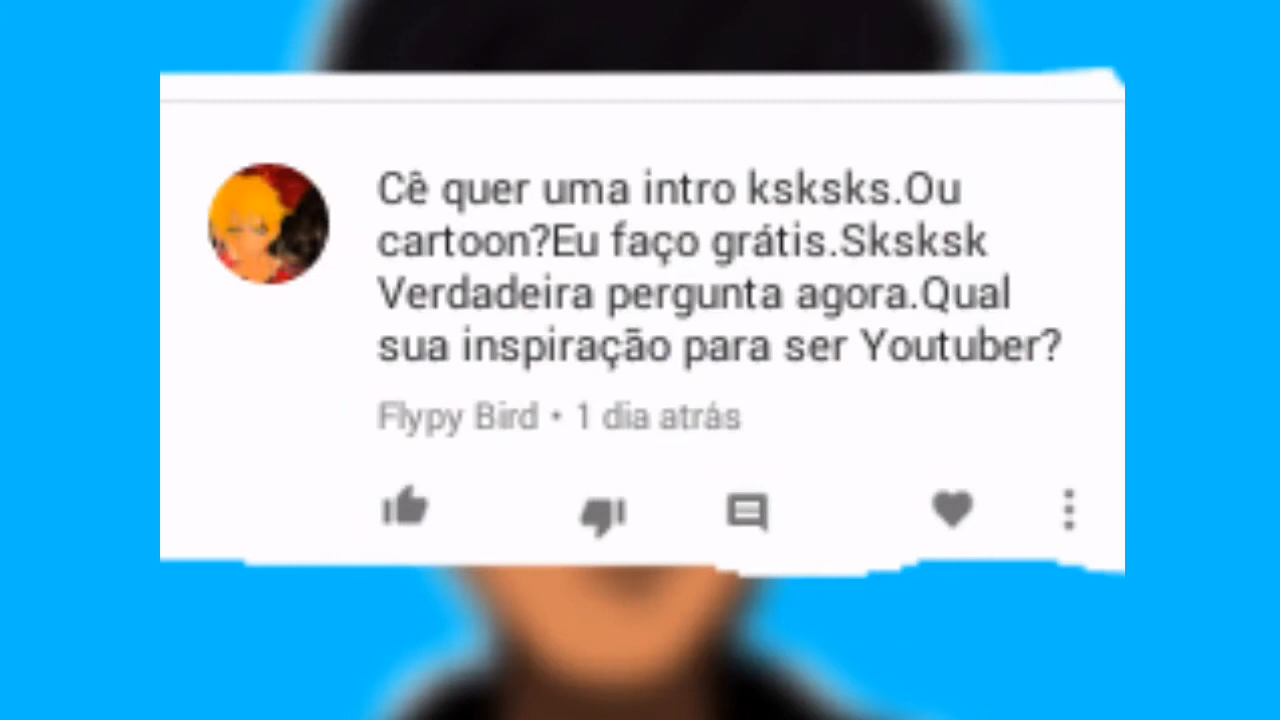 Cê quer uma intro ksksks.Ou
cartoon?Eu faço grátis.Sksksk
Verdadeira pergunta agora.Qual
sua inspiração para ser Youtuber?
Flypy Bird • 1 dia atrás